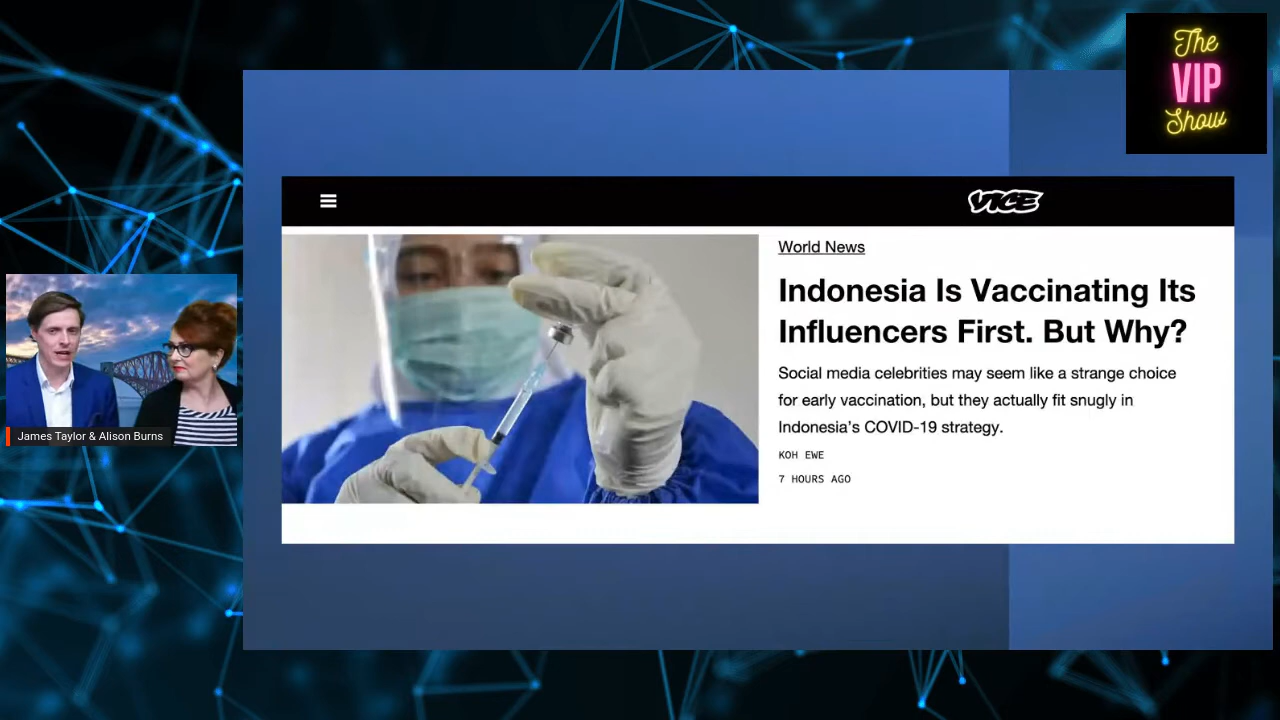 The
VIP
Show
VICE
World News
Indonesia Is Vaccinating Its
Influencers First. But Why?
Social media celebrities may seem like a strange choice
for early vaccination, but they actually fit snugly in
Indonesia’s COVID-19 strategy.
KOH EWE
7 HOURS AGO
James Taylor & Alison Burns